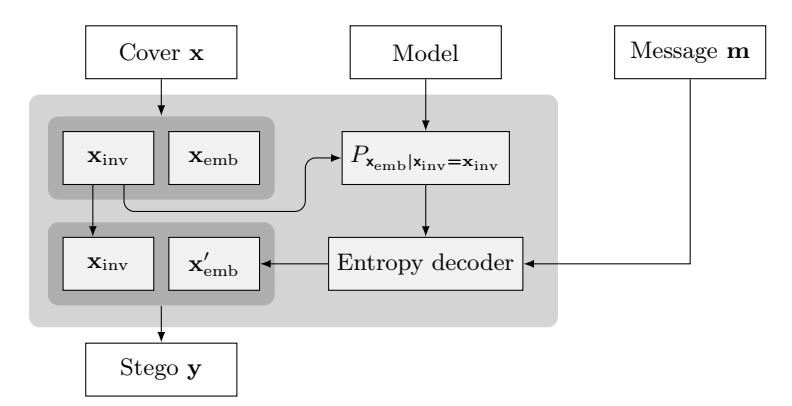 Cover x
Model
Message m
x_inv
x_emb
P_{x_emb|x_inv=x_inv}
x_inv
x′_emb
Entropy decoder
Stego y